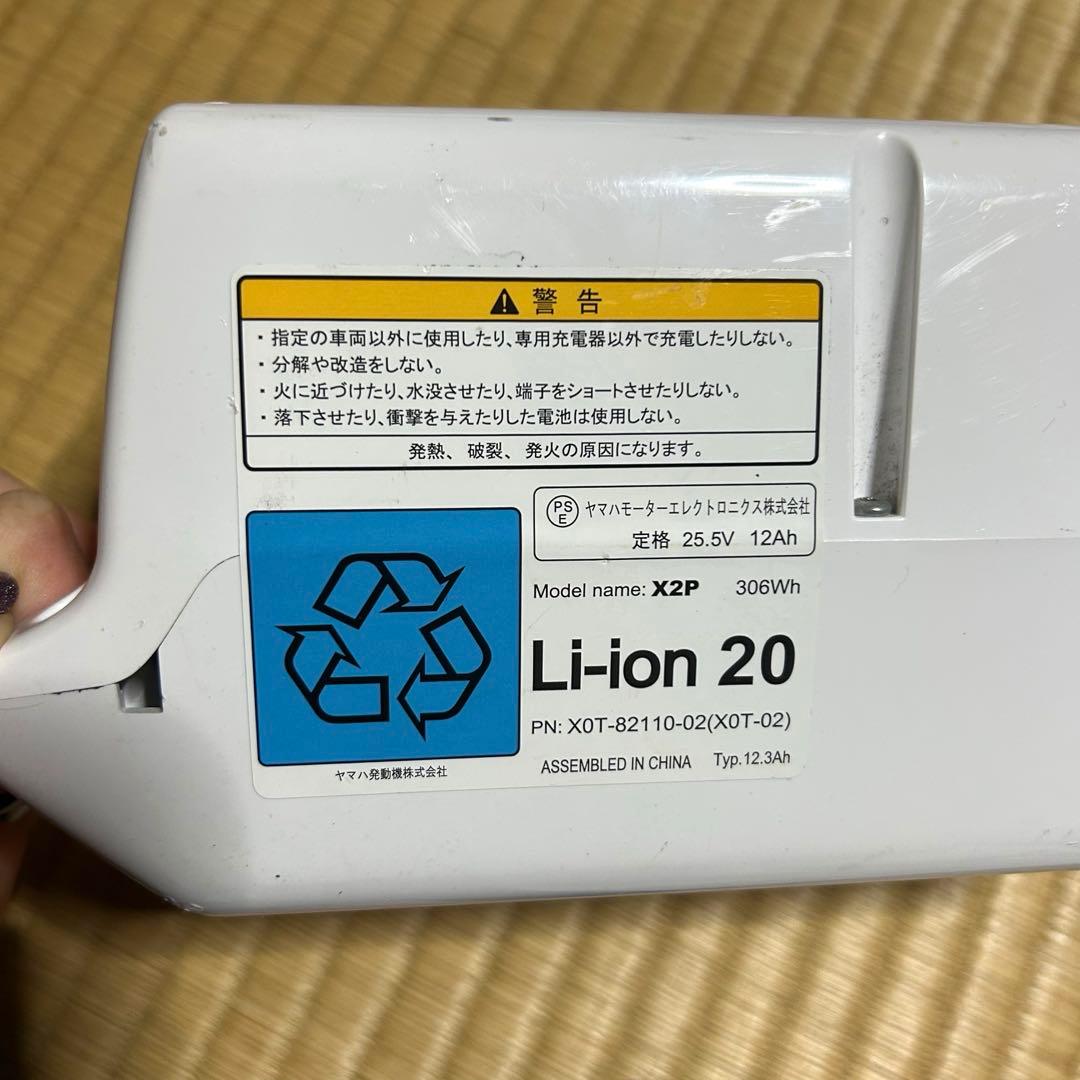 警 告
・指定の車両以外に使用したり、専用充電器以外で充電したりしない。
・分解や改造をしない。
・火に近づけたり、水没させたり、端子をショートさせたりしない。
・落下させたり、衝撃を与えたりした電池は使用しない。
発熱、破裂、発火の原因になります。
PS
E
ヤマハモーターエレクトロニクス株式会社
定格 25.5V 12Ah
Model name: X2P 306Wh
Li-ion 20
PN: X0T-82110-02(X0T-02)
ASSEMBLED IN CHINA Typ.12.3Ah
ヤマハ発動機株式会社